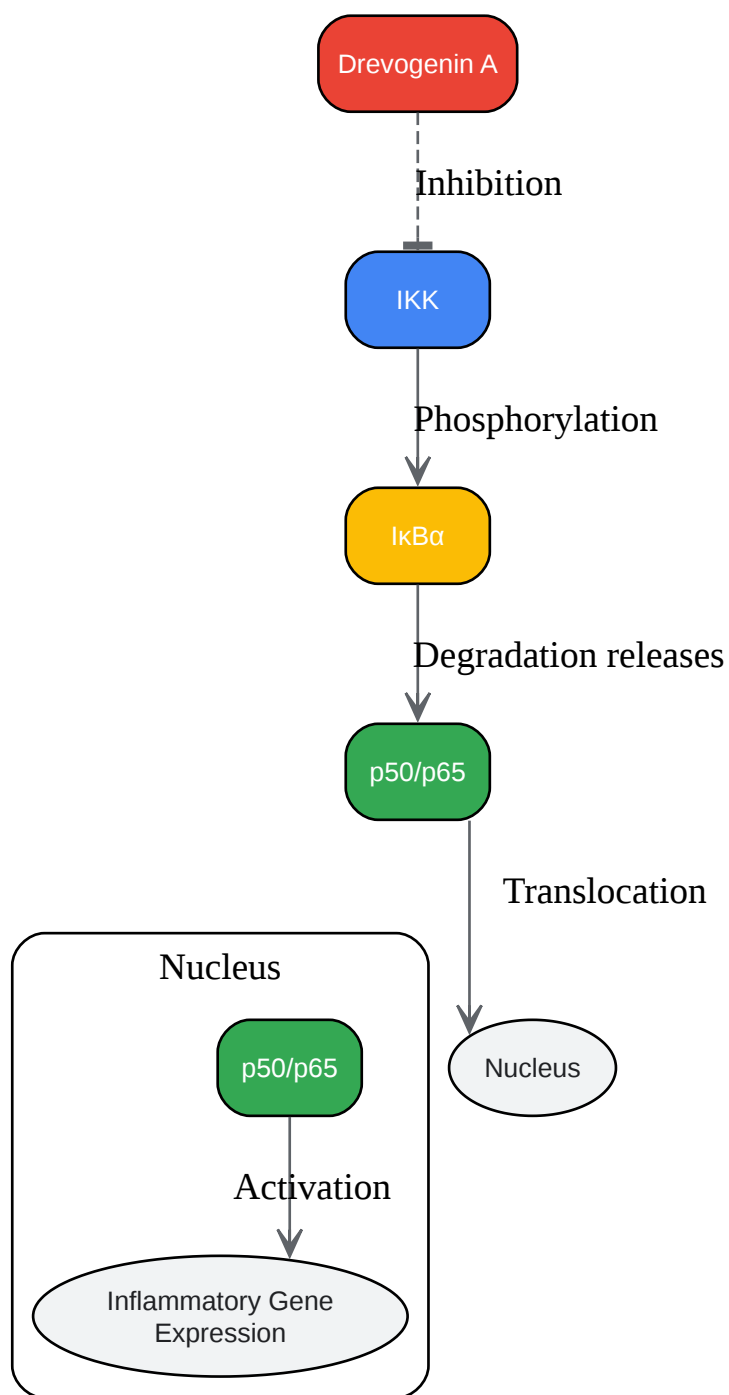 Drevogenin A
Inhibition
IKK
Phosphorylation
IκBα
Degradation releases
p50/p65
Translocation
Nucleus
p50/p65
Nucleus
Activation
Inflammatory Gene
Expression